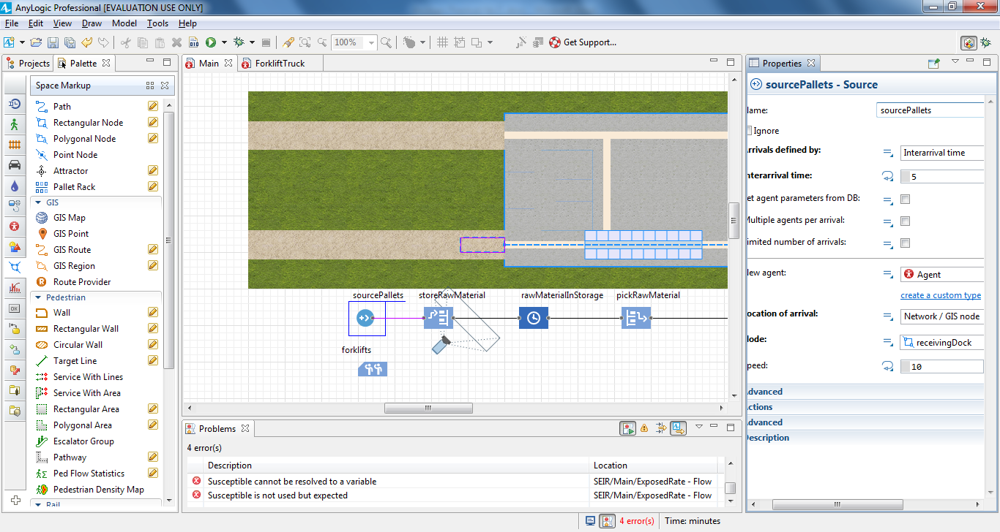 AnyLogic Professional [EVALUATION USE ONLY]
File Edit View Draw Model Tools Help
100% Get Support...
Projects Palette
Space Markup
Path
Rectangular Node
Polygonal Node
Point Node
Attractor
Pallet Rack
GIS
GIS Map
GIS Point
GIS Route
GIS Region
Route Provider
Pedestrian
Wall
Rectangular Wall
Circular Wall
Target Line
Service With Lines
Service With Area
Rectangular Area
Polygonal Area
Escalator Group
Pathway
Ped Flow Statistics
Pedestrian Density Map
Rail
Main ForkliftTruck
sourcePallets storeRawMaterial rawMaterialInStorage pickRawMaterial
forklifts
Problems
4 error(s)
Description Location
Susceptible cannot be resolved to a variable SEIR/Main/ExposedRate - Flow
Susceptible is not used but expected SEIR/Main/ExposedRate - Flow
Properties
sourcePallets - Source
lame: sourcePallets
Ignore
rrivals defined by: Interarrival time
nterarrival time: 5
et agent parameters from DB:
Multiple agents per arrival:
imited number of arrivals:
lew agent: Agent
create a custom type
ocation of arrival: Network / GIS node
lode: receivingDock
peed: 10
dvanced
ctions
dvanced
escription
4 error(s) Time: minutes